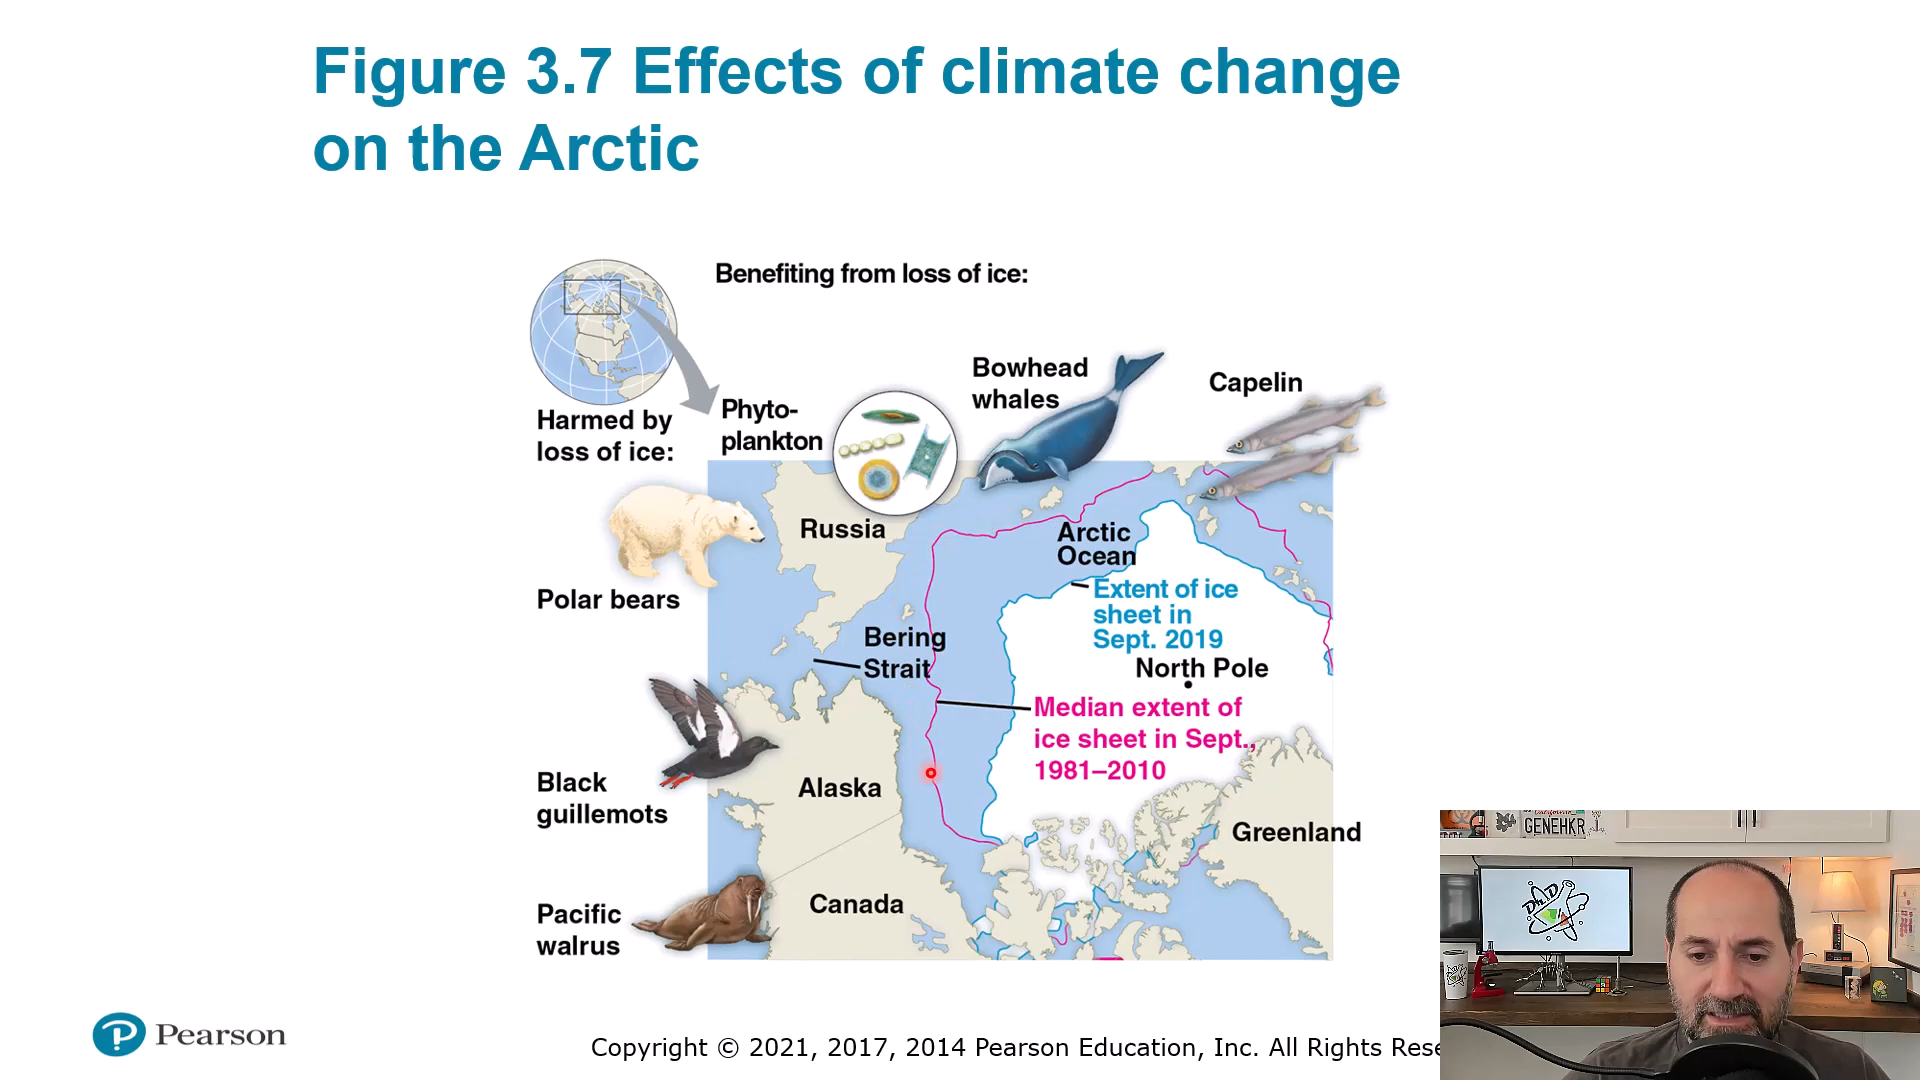 Figure 3.7 Effects of climate change
on the Arctic
Benefiting from loss of ice:
Bowhead
whales
Capelin
Phyto-
plankton
Harmed by
loss of ice:
Russia
Arctic
Ocean
Extent of ice
sheet in
Sept. 2019
Polar bears
Bering
Strait
North Pole
Median extent of
ice sheet in Sept.,
1981–2010
Black
guillemots
Alaska
Greenland
Canada
Pacific
walrus
GENEHKR
DhD
P Pearson
Copyright © 2021, 2017, 2014 Pearson Education, Inc. All Rights Rese